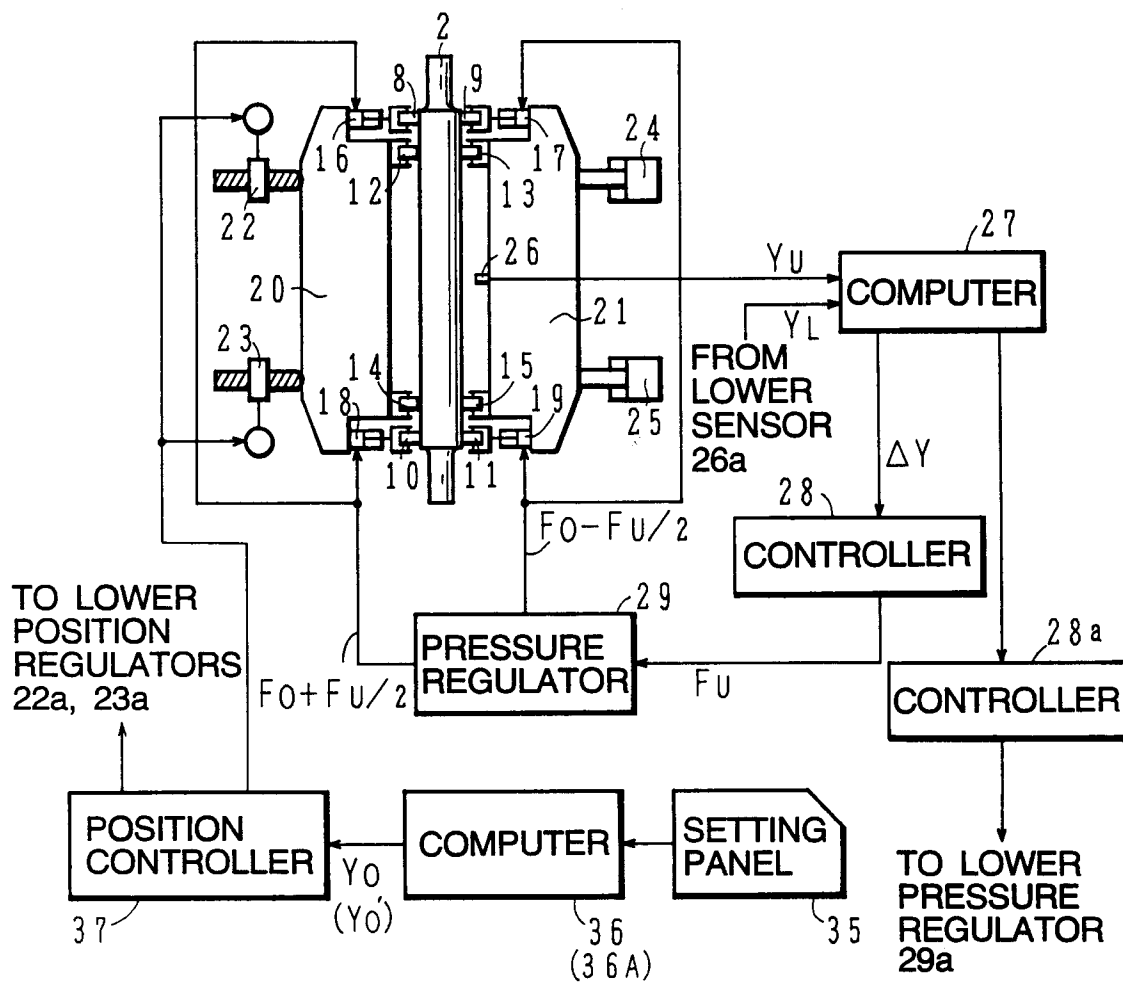 2
8
9
16
17
12
13
24
22
26
YU
27
COMPUTER
20
21
YL
23
FROM
LOWER
SENSOR
26a
14
15
18
19
25
10
11
ΔY
28
CONTROLLER
FO-FU/2
TO LOWER
POSITION
REGULATORS
22a, 23a
29
PRESSURE
REGULATOR
FO+FU/2
FU
28a
CONTROLLER
POSITION
CONTROLLER
37
YO
(YO')
COMPUTER
36
(36A)
SETTING
PANEL
35
TO LOWER
PRESSURE
REGULATOR
29a